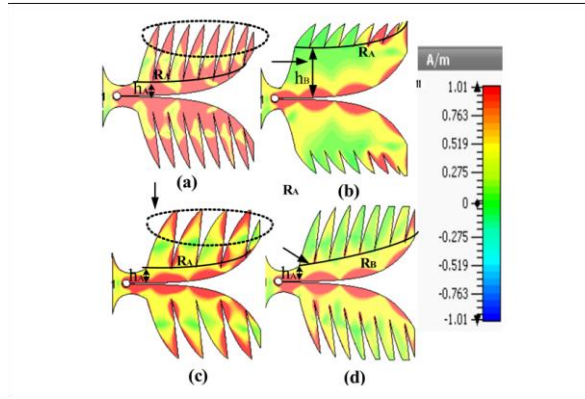 RA
hA
(a)
RA
hB
(b)
A/m
1.01
0.763
0.519
0.275
0
-0.275
-0.519
-0.763
-1.01
RA
RA
hA
(c)
RB
hA
(d)